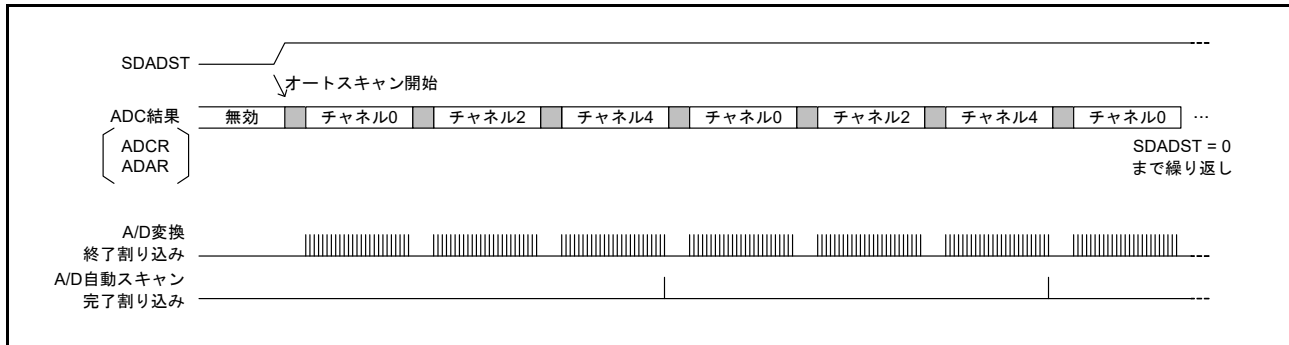 SDADST
オートスキャン開始
ADC結果
無効
チャネル0
チャネル2
チャネル4
チャネル0
チャネル2
チャネル4
チャネル0
…
ADCR
ADAR
SDADST = 0
まで繰り返し
A/D変換
終了割り込み
A/D自動スキャン
完了割り込み